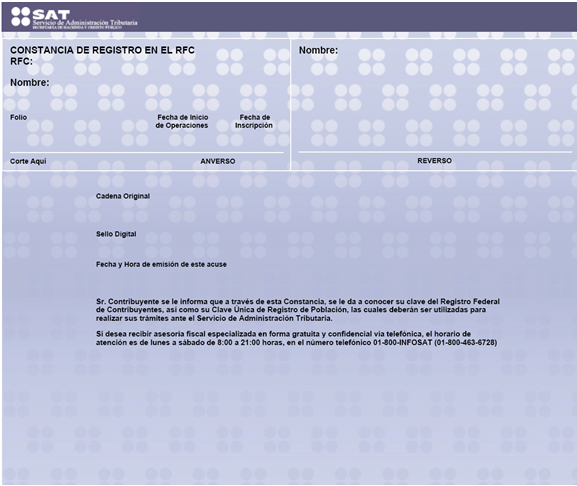 SAT
Servicio de Administración Tributaria
SECRETARÍA DE HACIENDA Y CRÉDITO PÚBLICO
CONSTANCIA DE REGISTRO EN EL RFC
RFC:
Nombre:
Folio
Fecha de Inicio
de Operaciones
Fecha de
Inscripción
Corte Aquí
ANVERSO
Nombre:
REVERSO
Cadena Original
Sello Digital
Fecha y Hora de emisión de este acuse
Sr. Contribuyente se le informa que a través de esta Constancia, se le da a conocer su clave del Registro Federal
de Contribuyentes, así como su Clave Única de Registro de Población, las cuales deberán ser utilizadas para
realizar sus trámites ante el Servicio de Administración Tributaria.
Si desea recibir asesoría fiscal especializada en forma gratuita y confidencial vía telefónica, el horario de
atención es de lunes a sábado de 8:00 a 21:00 horas, en el número telefónico 01-800-INFOSAT (01-800-463-6728)